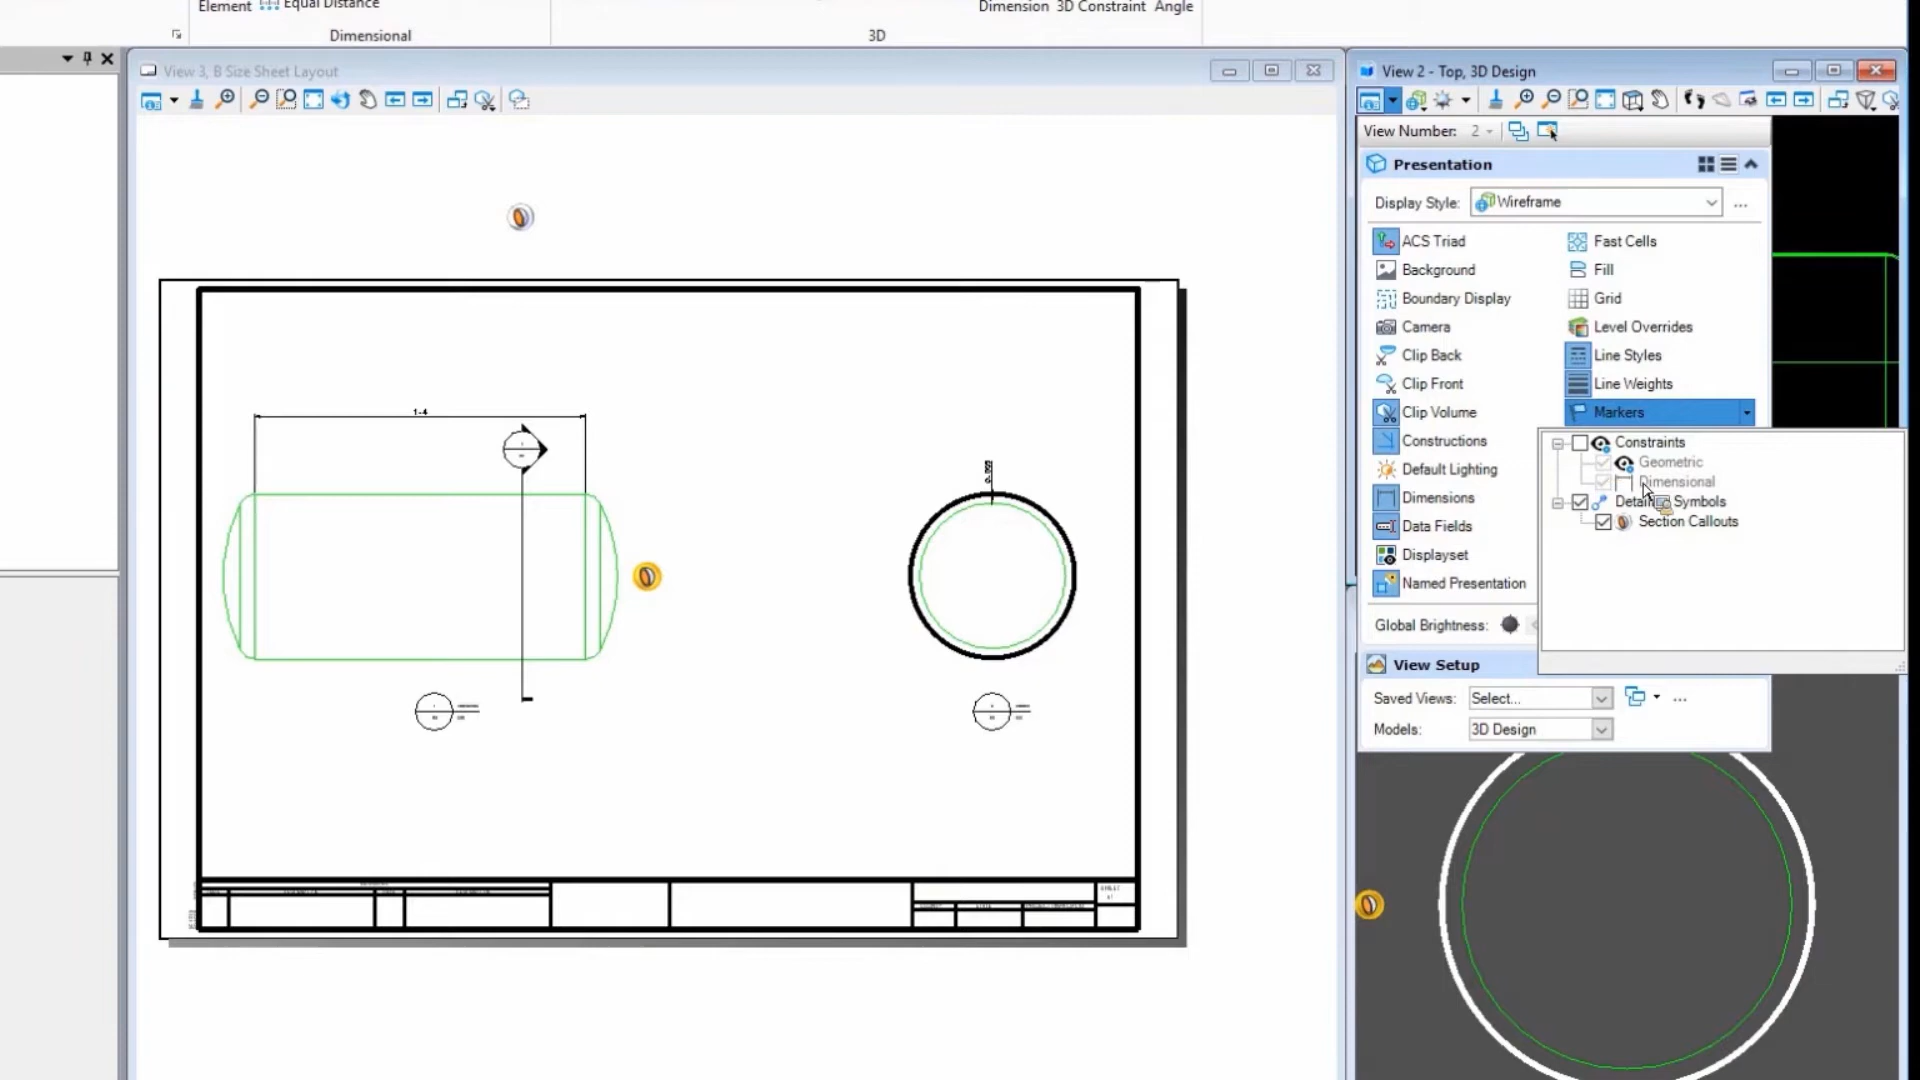 Element
Equal Distance
Dimension 3D Constraint Angle
Dimensional
3D
View 3, B Size Sheet Layout
View 2 - Top, 3D Design
View Number: 2
Presentation
Display Style: Wireframe ...
ACS Triad
Fast Cells
Background
Fill
Boundary Display
Grid
Camera
Level Overrides
Clip Back
Line Styles
Clip Front
Line Weights
Clip Volume
Markers
Constructions
Constraints
Geometric
Default Lighting
Dimensional
Dimensions
Symbols
Data Fields
Section Callouts
Displayset
Named Presentation
Global Brightness:
View Setup
Saved Views: Select... ...
Models: 3D Design
1-4